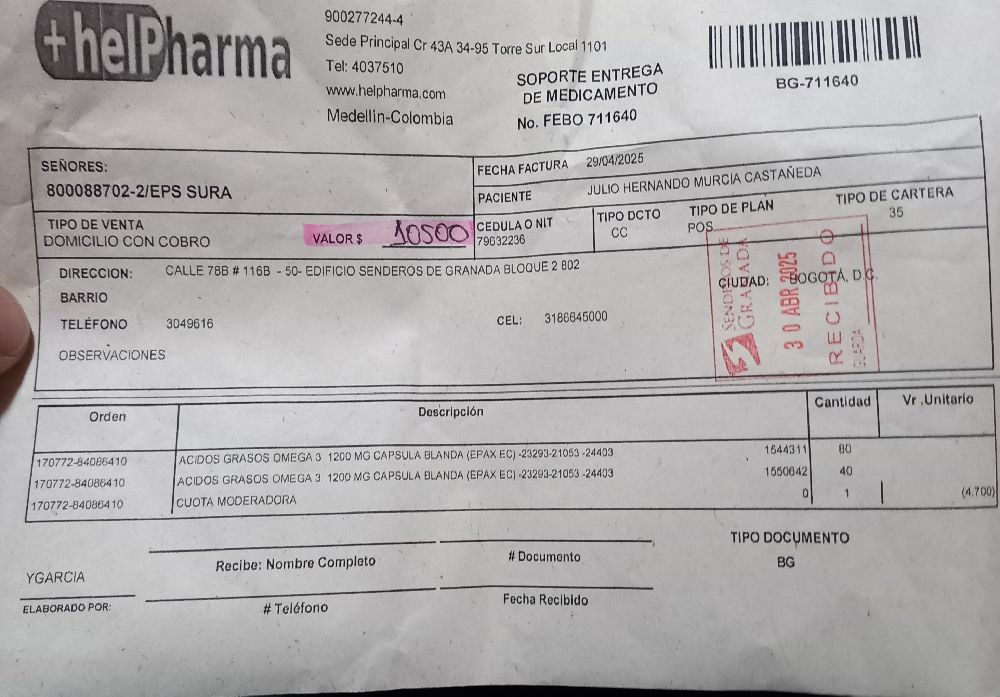 +helPharma
900277244-4
Sede Principal Cr 43A 34-95 Torre Sur Local 1101
Tel: 4037510
www.helpharma.com
Medellín-Colombia
SOPORTE ENTREGA
DE MEDICAMENTO
No. FEBO 711640
BG-711640
SEÑORES:
800088702-2/EPS SURA
FECHA FACTURA 29/04/2025
PACIENTE JULIO HERNANDO MURCIA CASTAÑEDA
TIPO DE VENTA
DOMICILIO CON COBRO
VALOR $ 10500
CEDULA O NIT
79632236
TIPO DCTO
CC
TIPO DE PLAN
POS
TIPO DE CARTERA
35
DIRECCION: CALLE 78B # 116B - 50- EDIFICIO SENDEROS DE GRANADA BLOQUE 2 802
CIUDAD: BOGOTÁ, D.C.
BARRIO
TELÉFONO 3049616
CEL: 3186645000
OBSERVACIONES
SENDEROS DE
GRANADA
30 ABR 2025
RECIBIDO
GUARDA
Orden Descripción Cantidad Vr .Unitario
170772-84086410 ACIDOS GRASOS OMEGA 3 1200 MG CAPSULA BLANDA (EPAX EC) -23293-21053 -24403 1544311 80
170772-84086410 ACIDOS GRASOS OMEGA 3 1200 MG CAPSULA BLANDA (EPAX EC) -23293-21053 -24403 1550642 40
170772-84086410 CUOTA MODERADORA 0 1 (4.700)
Recibe: Nombre Completo
# Documento
TIPO DOCUMENTO
BG
YGARCIA
ELABORADO POR:
# Teléfono
Fecha Recibido